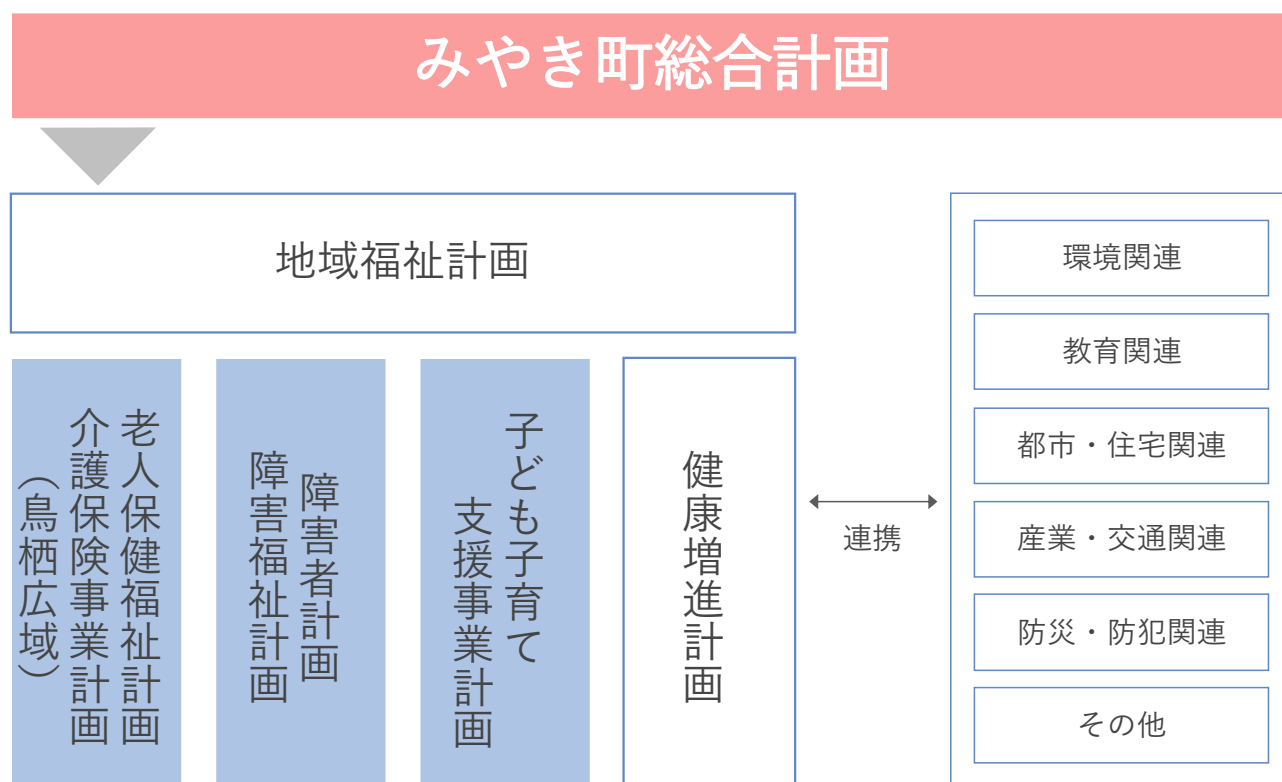 みやき町総合計画
地域福祉計画
老人保健福祉計画
介護保険事業計画
（鳥栖広域）
障害者計画
障害福祉計画
子ども子育て
支援事業計画
健康増進計画
連携
環境関連
教育関連
都市・住宅関連
産業・交通関連
防災・防犯関連
その他